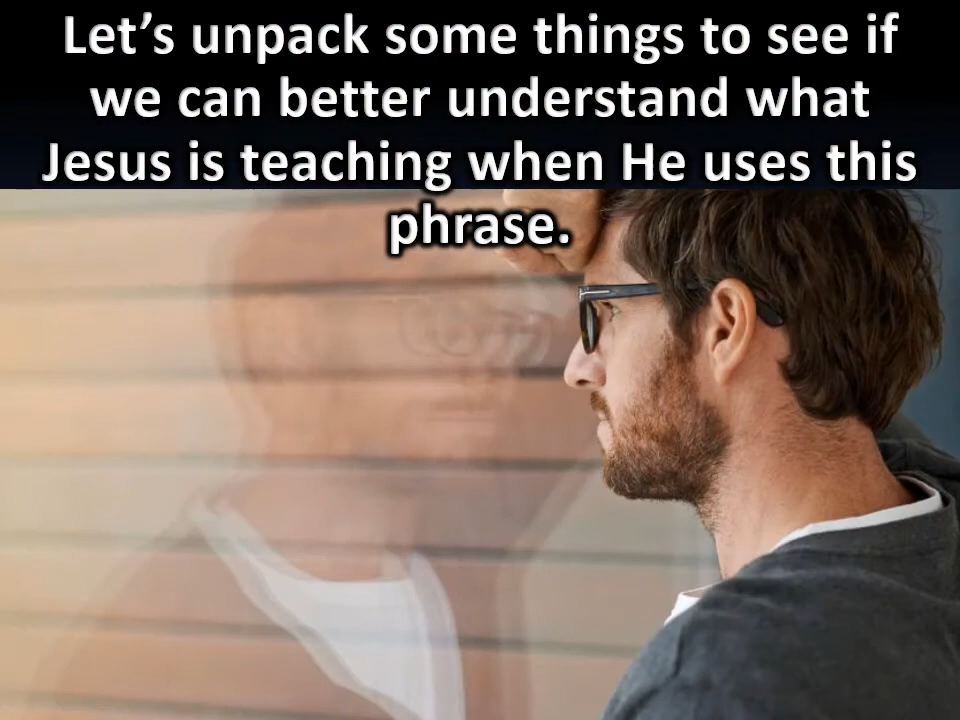 Let’s unpack some things to see if
we can better understand what
Jesus is teaching when He uses this
phrase.